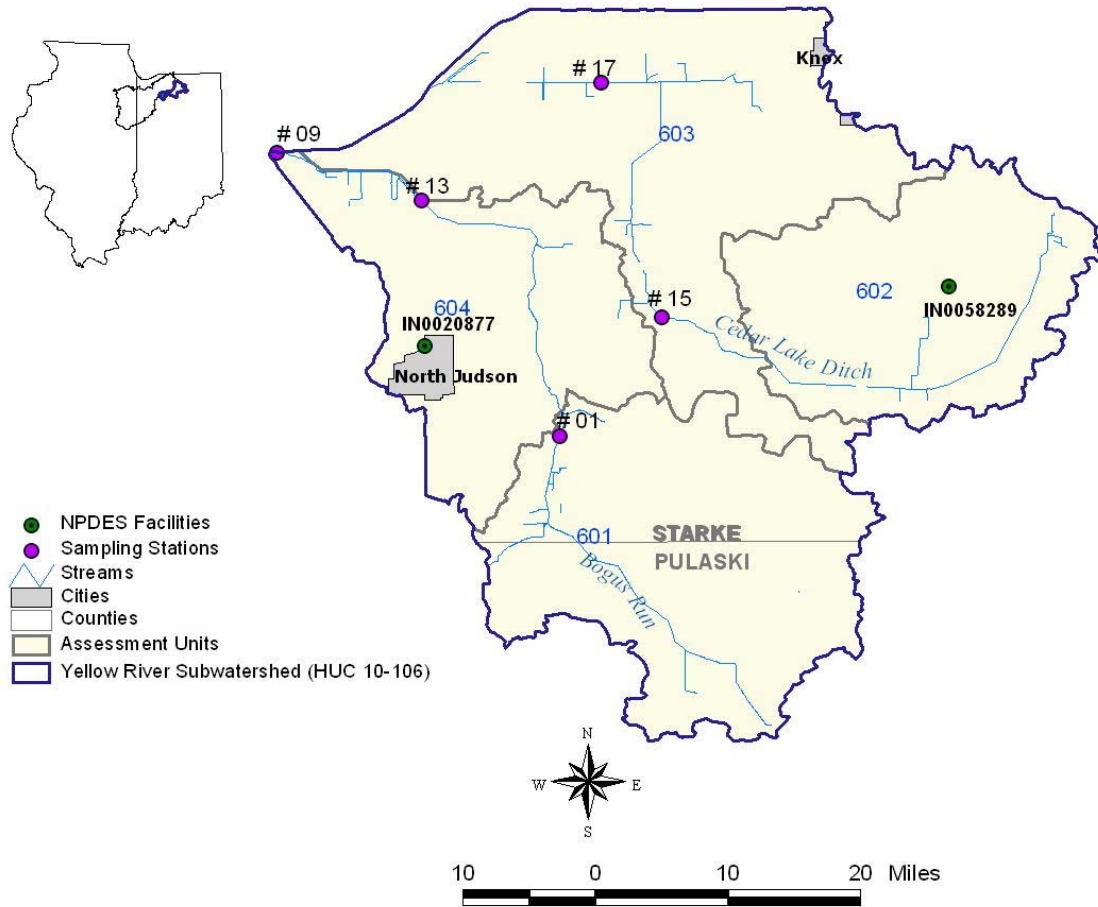 Knox
# 17
603
# 09
# 13
602
IN0058289
# 15
Cedar Lake Ditch
604
IN0020877
North Judson
# 01
601
STARKE
PULASKI
Bogus Run
NPDES Facilities
Sampling Stations
Streams
Cities
Counties
Assessment Units
Yellow River Subwatershed (HUC 10-106)
N
W
E
S
10 0 10 20 Miles